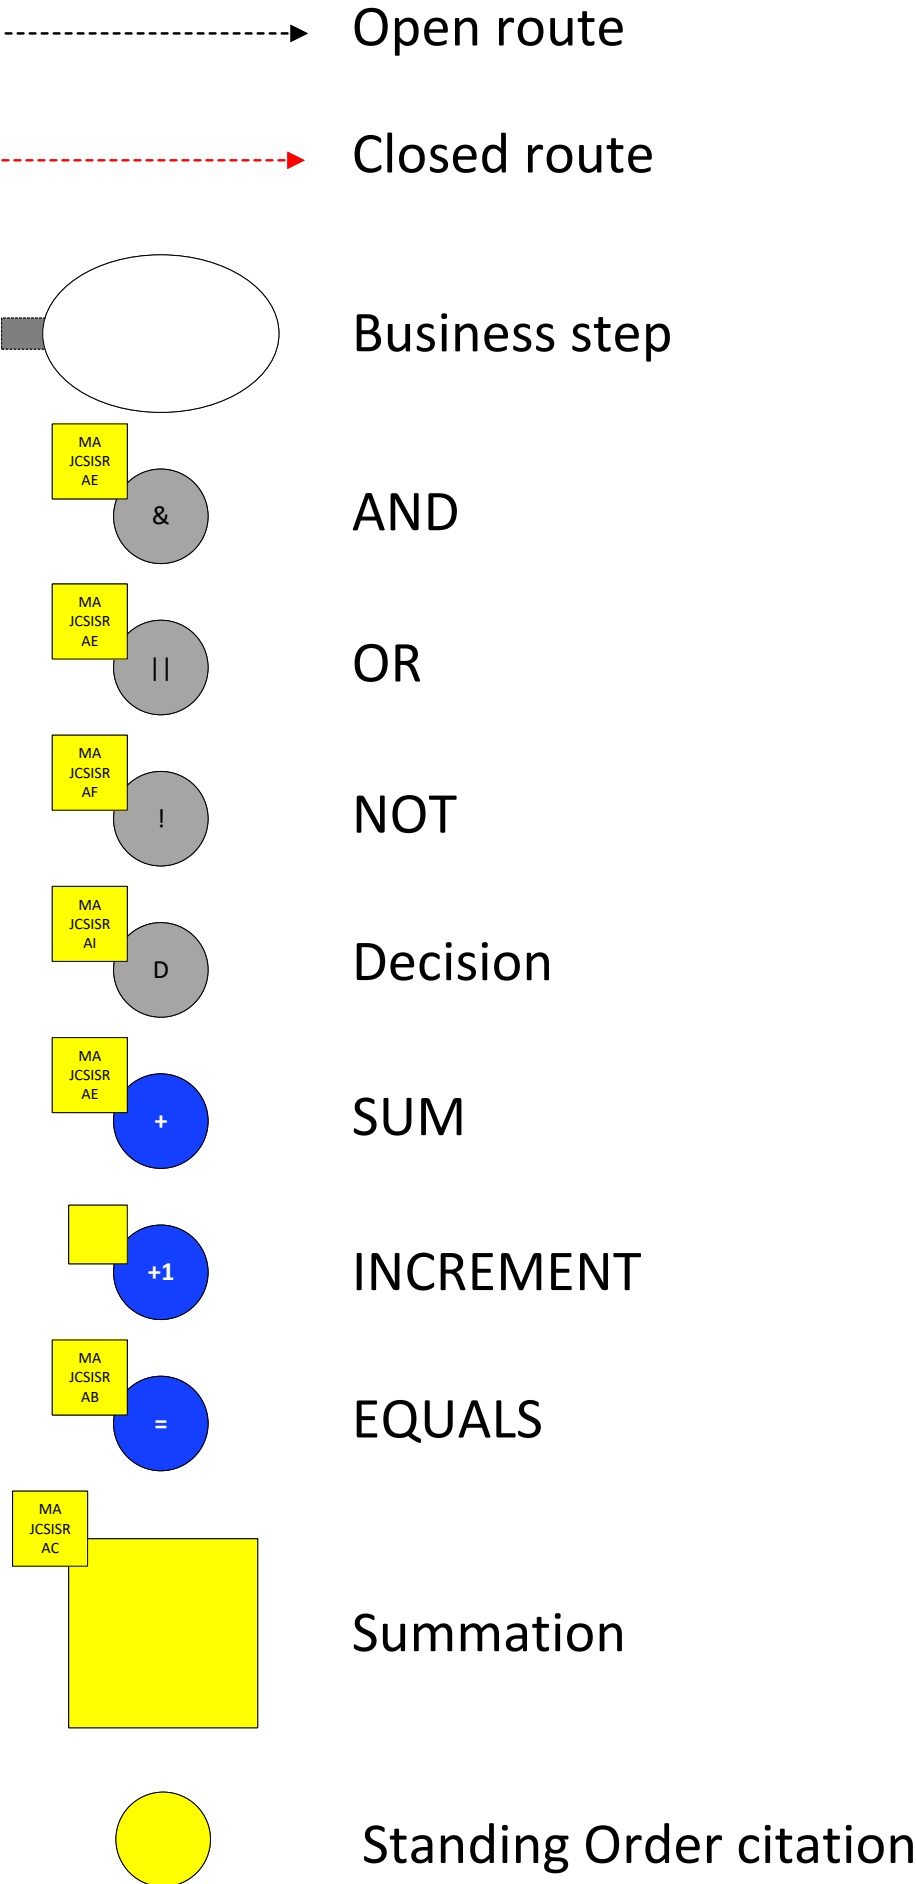 Open route
Closed route
Business step
MA
JCSISR
AE
&
AND
MA
JCSISR
AE
||
OR
MA
JCSISR
AF
!
NOT
MA
JCSISR
AI
D
Decision
MA
JCSISR
AE
+
SUM
+1
INCREMENT
MA
JCSISR
AB
=
EQUALS
MA
JCSISR
AC
Summation
Standing Order citation